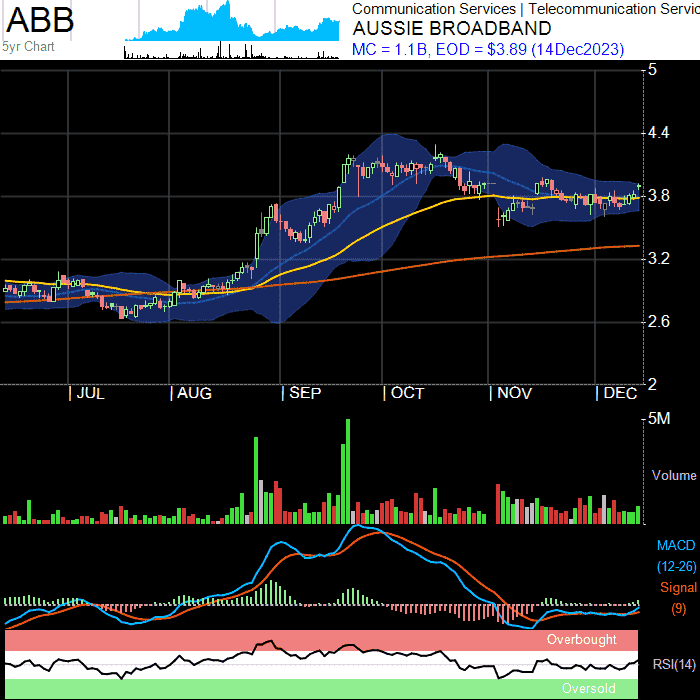 ABB
5yr Chart
Communication Services | Telecommunication Servic
AUSSIE BROADBAND
MC = 1.1B, EOD = $3.89 (14Dec2023)
5
4.4
3.8
3.2
2.6
2
| JUL | AUG | SEP | OCT | NOV | DEC
5M
Volume
MACD
(12-26)
Signal
(9)
Overbought
RSI(14)
Oversold